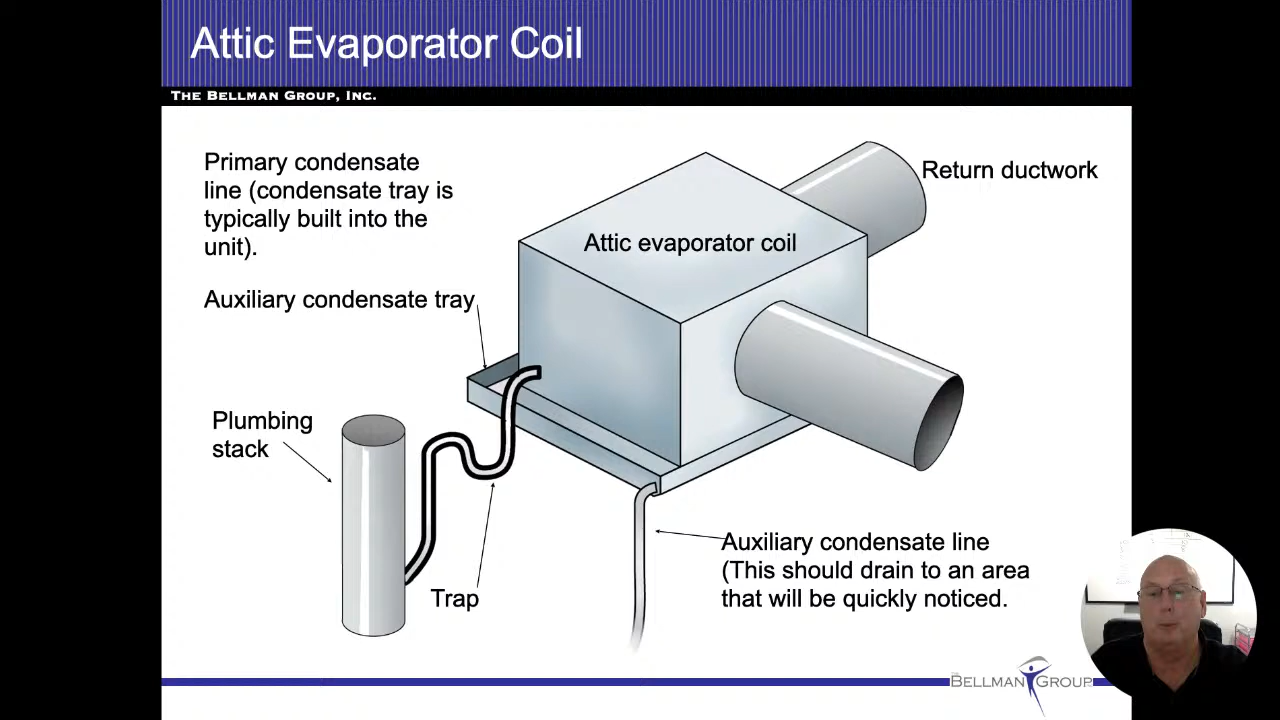 Attic Evaporator Coil
THE BELLMAN GROUP, INC.
Primary condensate
line (condensate tray is
typically built into the
unit).
Return ductwork
Attic evaporator coil
Auxiliary condensate tray
Plumbing
stack
Auxiliary condensate line
(This should drain to an area
that will be quickly noticed.
Trap
THE
BELLMAN GROUP, INC.